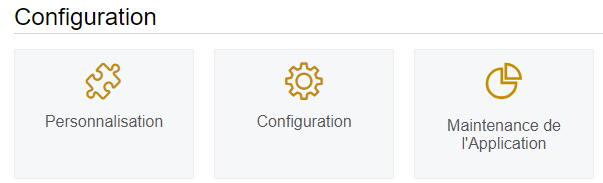 Configuration
Personnalisation
Configuration
Maintenance de
l'Application